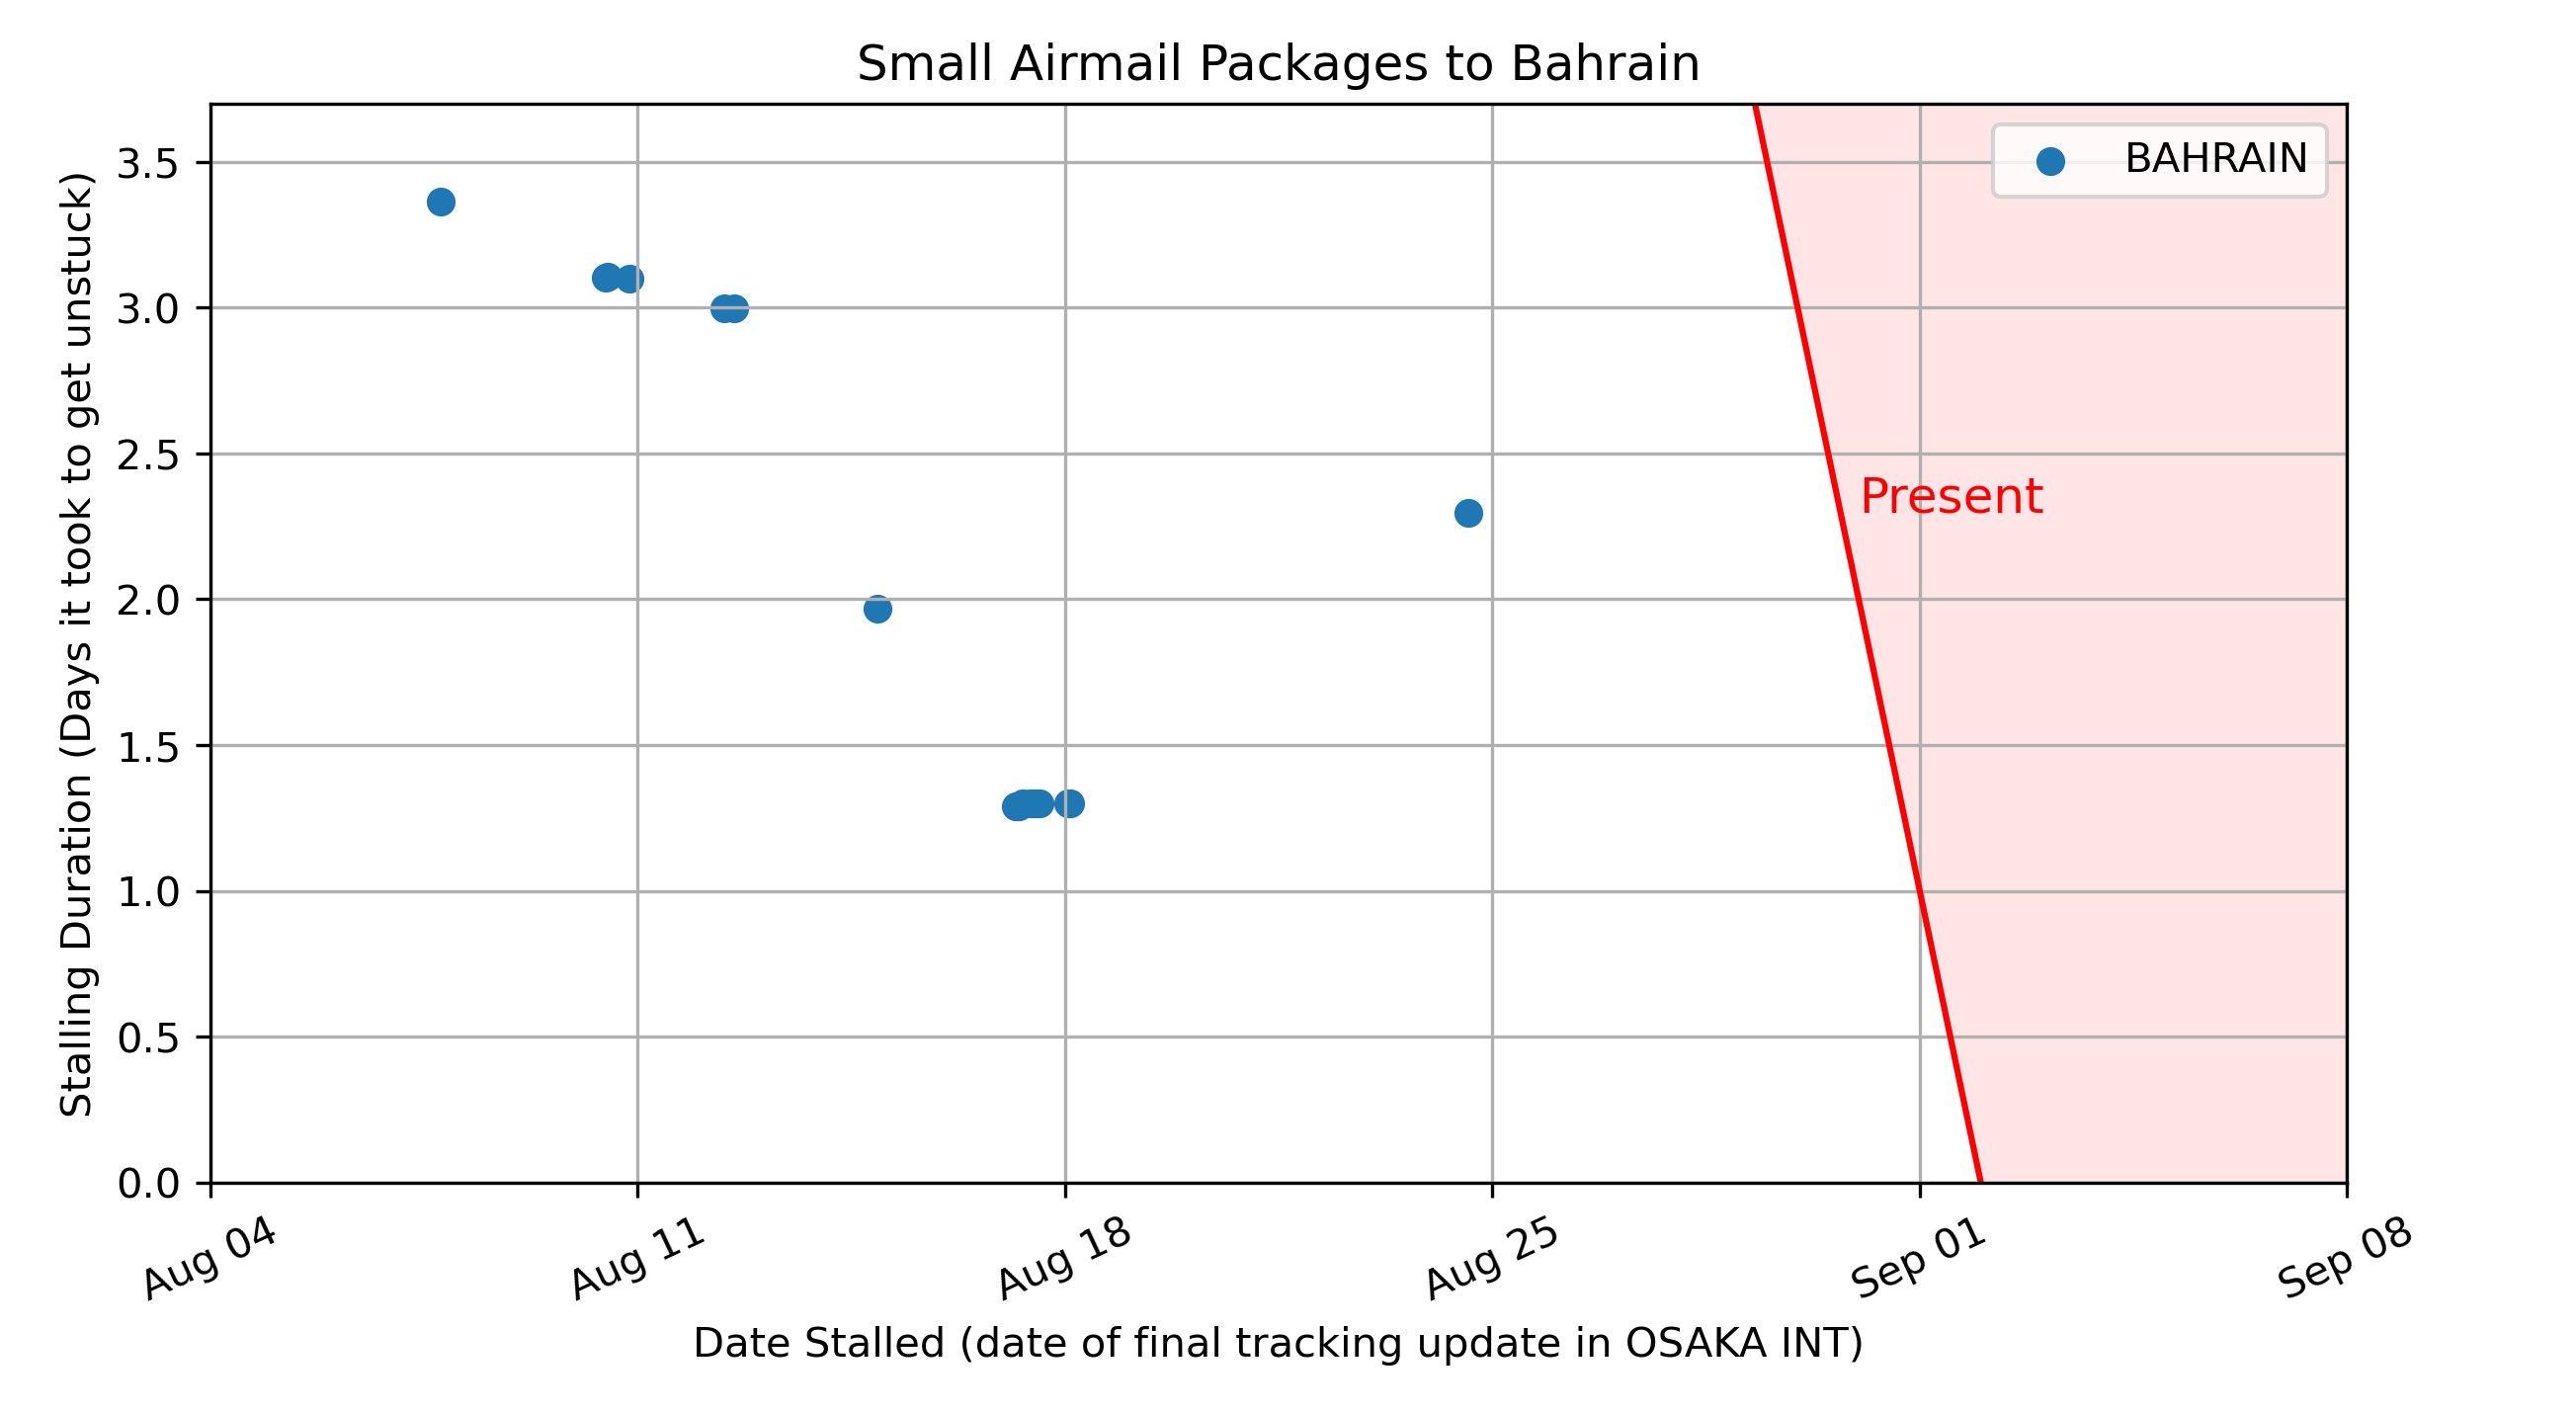 Small Airmail Packages to Bahrain
BAHRAIN
Present
Stalling Duration (Days it took to get unstuck)
3.5
3.0
2.5
2.0
1.5
1.0
0.5
0.0
Aug 04
Aug 11
Aug 18
Aug 25
Sep 01
Sep 08
Date Stalled (date of final tracking update in OSAKA INT)